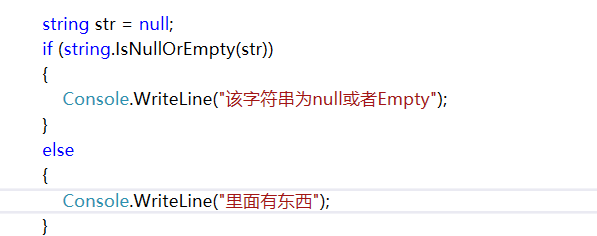 string str = null;
if (string.IsNullOrEmpty(str))
{
Console.WriteLine("该字符串为null或者Empty");
}
else
{
Console.WriteLine("里面有东西");
}